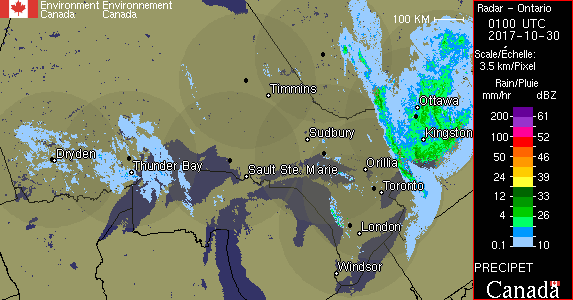 Environment Environnement
Canada Canada
100 KM
Timmins
Ottawa
Sudbury
Kingston
Dryden
Thunder Bay
Sault Ste. Marie
Orillia
Toronto
London
Windsor
Radar - Ontario
0100 UTC
2017-10-30
Scale/Échelle:
3.5 km/Pixel
Rain/Pluie
mm/hr dBZ
200 61
100 52
50 46
24 39
12 33
4 26
2 20
0.1 10
PRECIPET
Canada